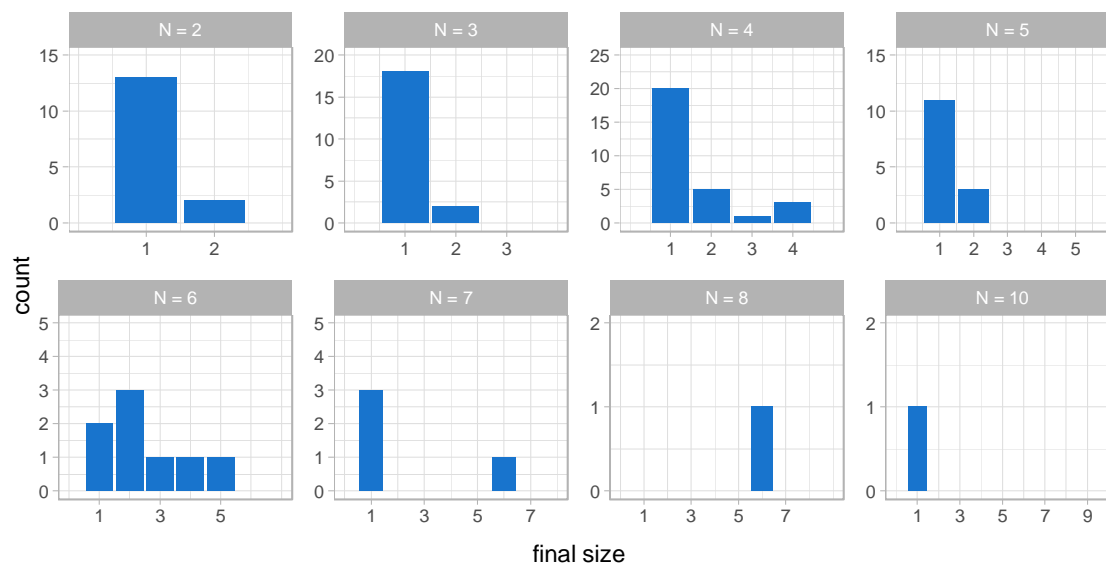 N = 2
N = 3
N = 4
N = 5
15
10
5
0
1 2
20
15
10
5
0
1 2 3
25
20
15
10
5
0
1 2 3 4
15
10
5
0
1 2 3 4 5
count
N = 6
N = 7
N = 8
N = 10
5
4
3
2
1
0
1 3 5
5
4
3
2
1
0
1 3 5 7
2
1
0
1 3 5 7
2
1
0
1 3 5 7 9
final size